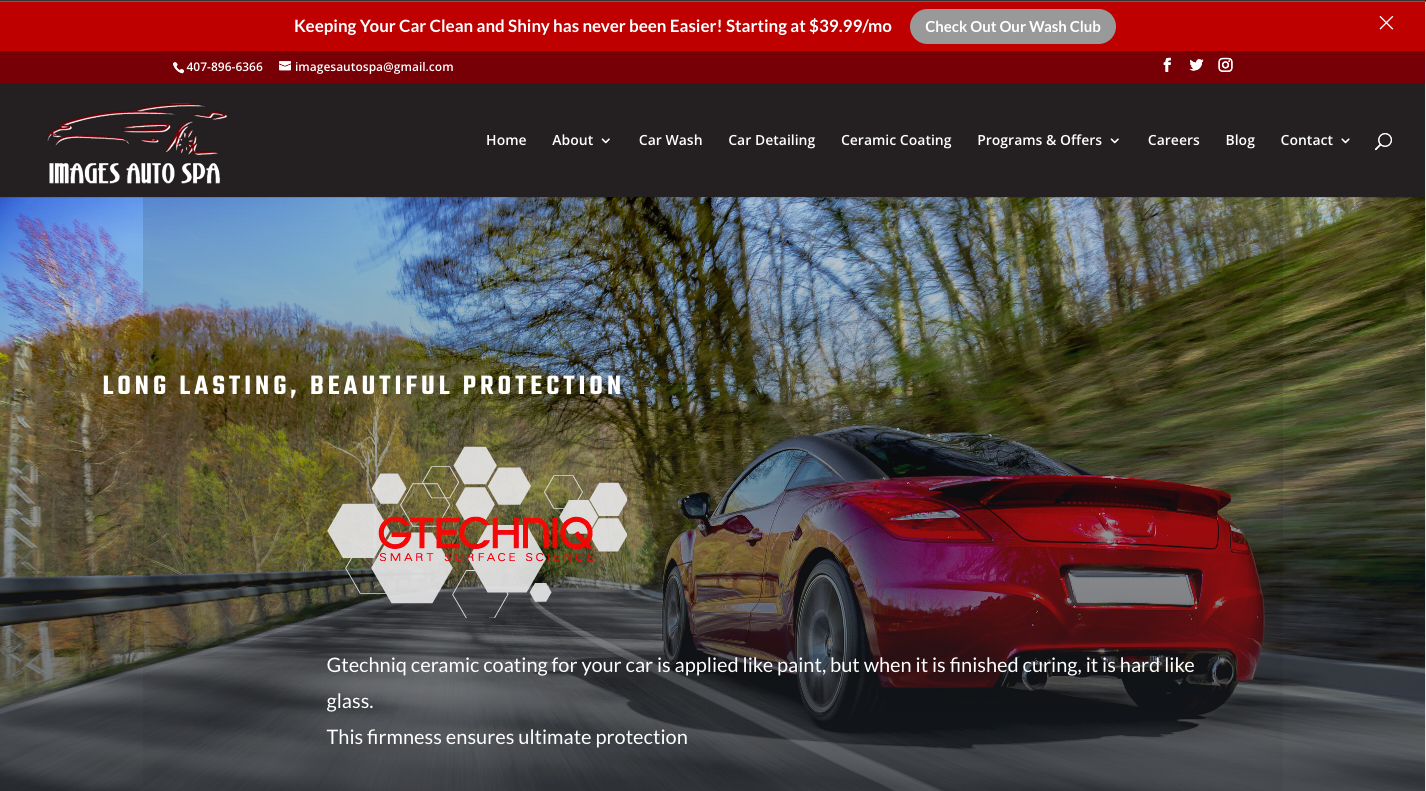 Keeping Your Car Clean and Shiny has never been Easier! Starting at $39.99/mo Check Out Our Wash Club
407-896-6366 imagesautospa@gmail.com
IMAGES AUTO SPA
Home About Car Wash Car Detailing Ceramic Coating Programs & Offers Careers Blog Contact
LONG LASTING, BEAUTIFUL PROTECTION
GTECHNIQ
SMART SURFACE SCIENCE
Gtechniq ceramic coating for your car is applied like paint, but when it is finished curing, it is hard like
glass.
This firmness ensures ultimate protection